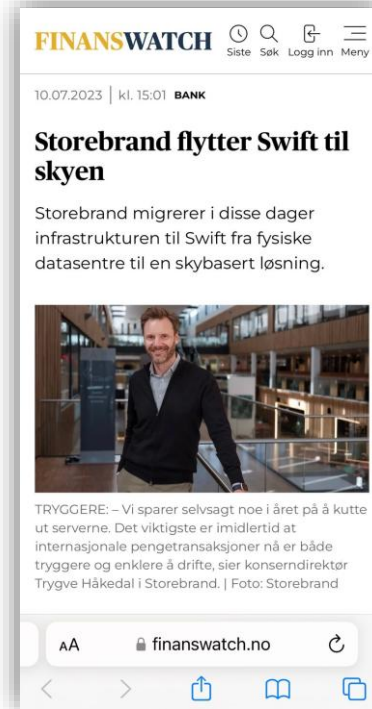 FINANSWATCH
Siste Søk Logg inn Meny
10.07.2023 | kl. 15:01 BANK
Storebrand flytter Swift til
skyen
Storebrand migrerer i disse dager
infrastrukturen til Swift fra fysiske
datasentre til en skybasert løsning.
TRYGGERE: – Vi sparer selvsagt noe i året på å kutte
ut serverne. Det viktigste er imidlertid at
internasjonale pengetransaksjoner nå er både
tryggere og enklere å drifte, sier konserndirektør
Trygve Håkedal i Storebrand. | Foto: Storebrand
AA finanswatch.no